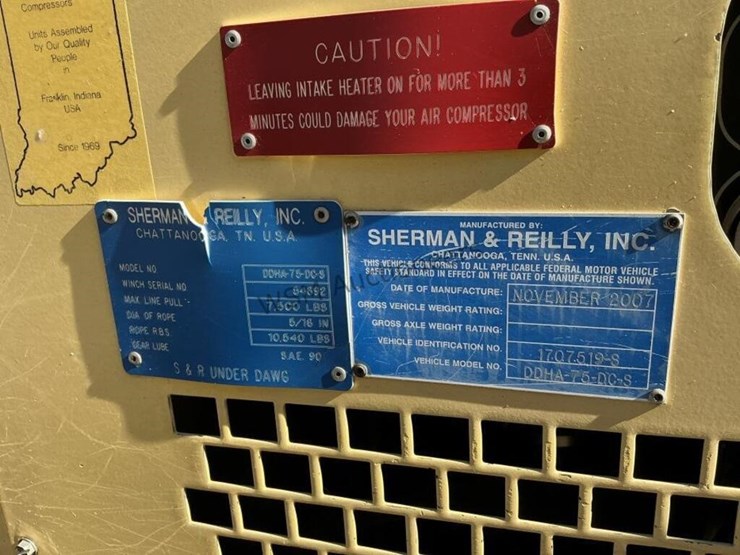 Compressors
Units Assembled
by Our Quality
People
in
Franklin, Indiana
USA
Since 1969
CAUTION!
LEAVING INTAKE HEATER ON FOR MORE THAN 3
MINUTES COULD DAMAGE YOUR AIR COMPRESSOR
SHERMAN & REILLY, INC.
CHATTANOOGA, TN. U.S.A.
MODEL NO DDHA-75-DC-S
WINCH SERIAL NO
MAX LINE PULL 7,500 LBS
DIA OF ROPE 5/16 IN
ROPE R.B.S. 10,540 LBS
GEAR LUBE S.A.E. 90
S & R UNDER DAWG
MANUFACTURED BY:
SHERMAN & REILLY, INC.
CHATTANOOGA, TENN. U.S.A.
THIS VEHICLE CONFORMS TO ALL APPLICABLE FEDERAL MOTOR VEHICLE
SAFETY STANDARD IN EFFECT ON THE DATE OF MANUFACTURE SHOWN.
DATE OF MANUFACTURE: NOVEMBER 2007
GROSS VEHICLE WEIGHT RATING:
GROSS AXLE WEIGHT RATING:
VEHICLE IDENTIFICATION NO. 1707519-S
VEHICLE MODEL NO. DDHA-75-DC-S